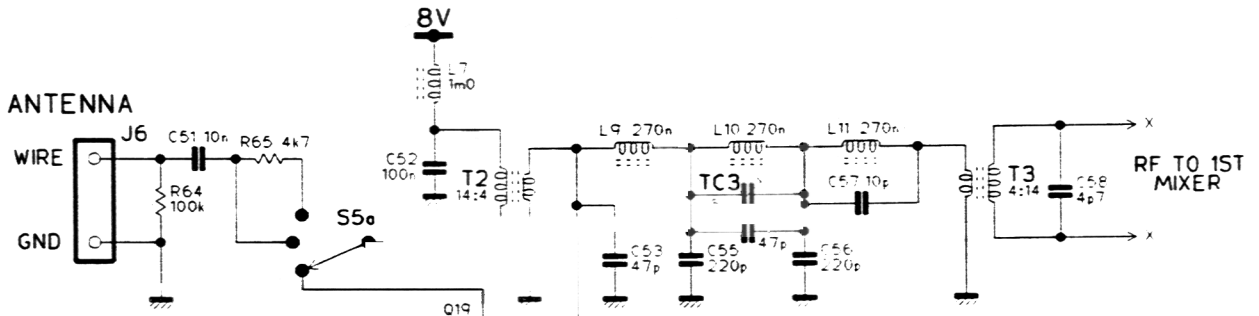 8V
L7
1m0
ANTENNA
J6
WIRE
GND
C51 10n
R65 4k7
R64
100k
S5a
C52
100n
T2
14:4
L9 270n
L10 270n
L11 270n
TC3
C57 10p
47p
C53
47p
C55
220p
C56
220p
T3
4:14
C58
4p7
X
RF TO 1ST
MIXER
X
Q19